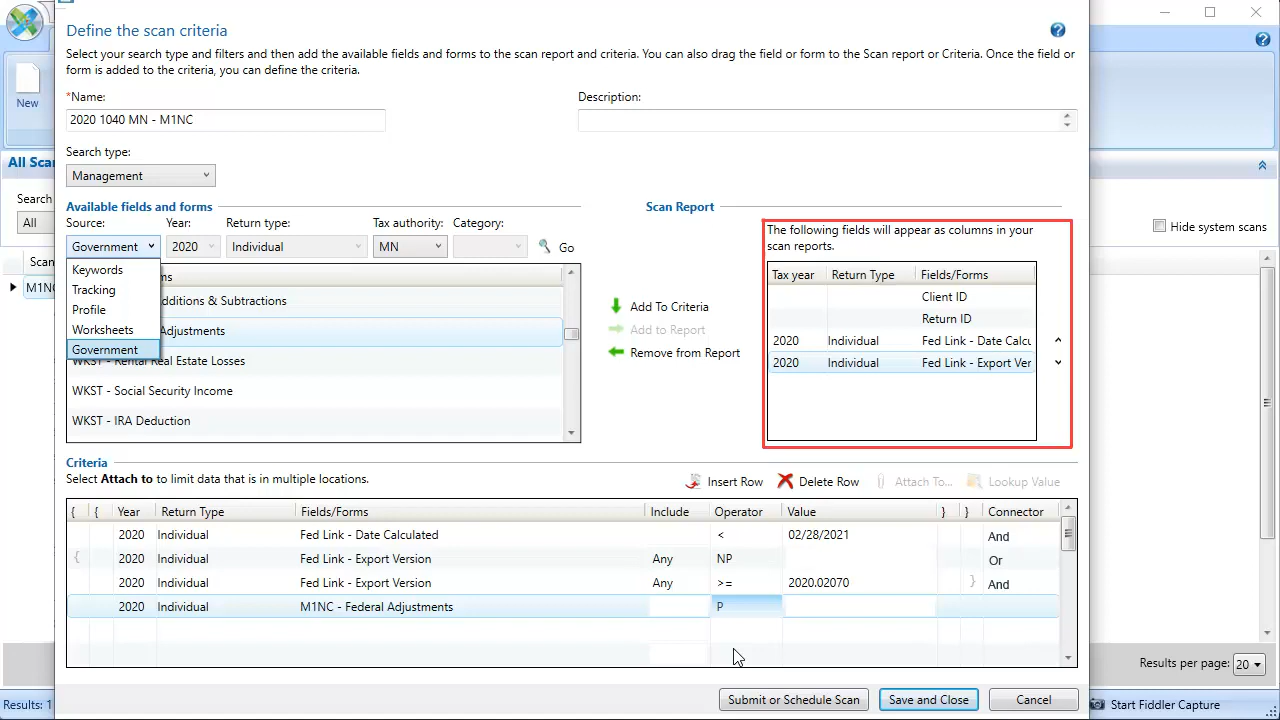 Define the scan criteria
Select your search type and filters and then add the available fields and forms to the scan report and criteria. You can also drag the field or form to the Scan report or Criteria. Once the field or
form is added to the criteria, you can define the criteria.
New
*Name:
Description:
2020 1040 MN - M1NC
Search type:
Management
All Scan
Search
All
Scan
M1NC
Available fields and forms
Source:
Year:
Return type:
Tax authority:
Category:
Government
2020
Individual
MN
Go
Keywords
Tracking
Profile
Worksheets
Government
dditions & Subtractions
Adjustments
WKST - Rental Real Estate Losses
WKST - Social Security Income
WKST - IRA Deduction
Add To Criteria
Add to Report
Remove from Report
Scan Report
The following fields will appear as columns in your
scan reports.
Tax year Return Type Fields/Forms
Client ID
Return ID
2020 Individual Fed Link - Date Calcu
2020 Individual Fed Link - Export Ver
Hide system scans
Criteria
Select Attach to to limit data that is in multiple locations.
Insert Row Delete Row Attach To... Lookup Value
{ { Year Return Type Fields/Forms Include Operator Value } } Connector
2020 Individual Fed Link - Date Calculated < 02/28/2021 And
{ 2020 Individual Fed Link - Export Version Any NP Or
2020 Individual Fed Link - Export Version Any >= 2020.02070 } And
2020 Individual M1NC - Federal Adjustments P
Results per page: 20
Submit or Schedule Scan Save and Close Cancel
Results: 1
Start Fiddler Capture